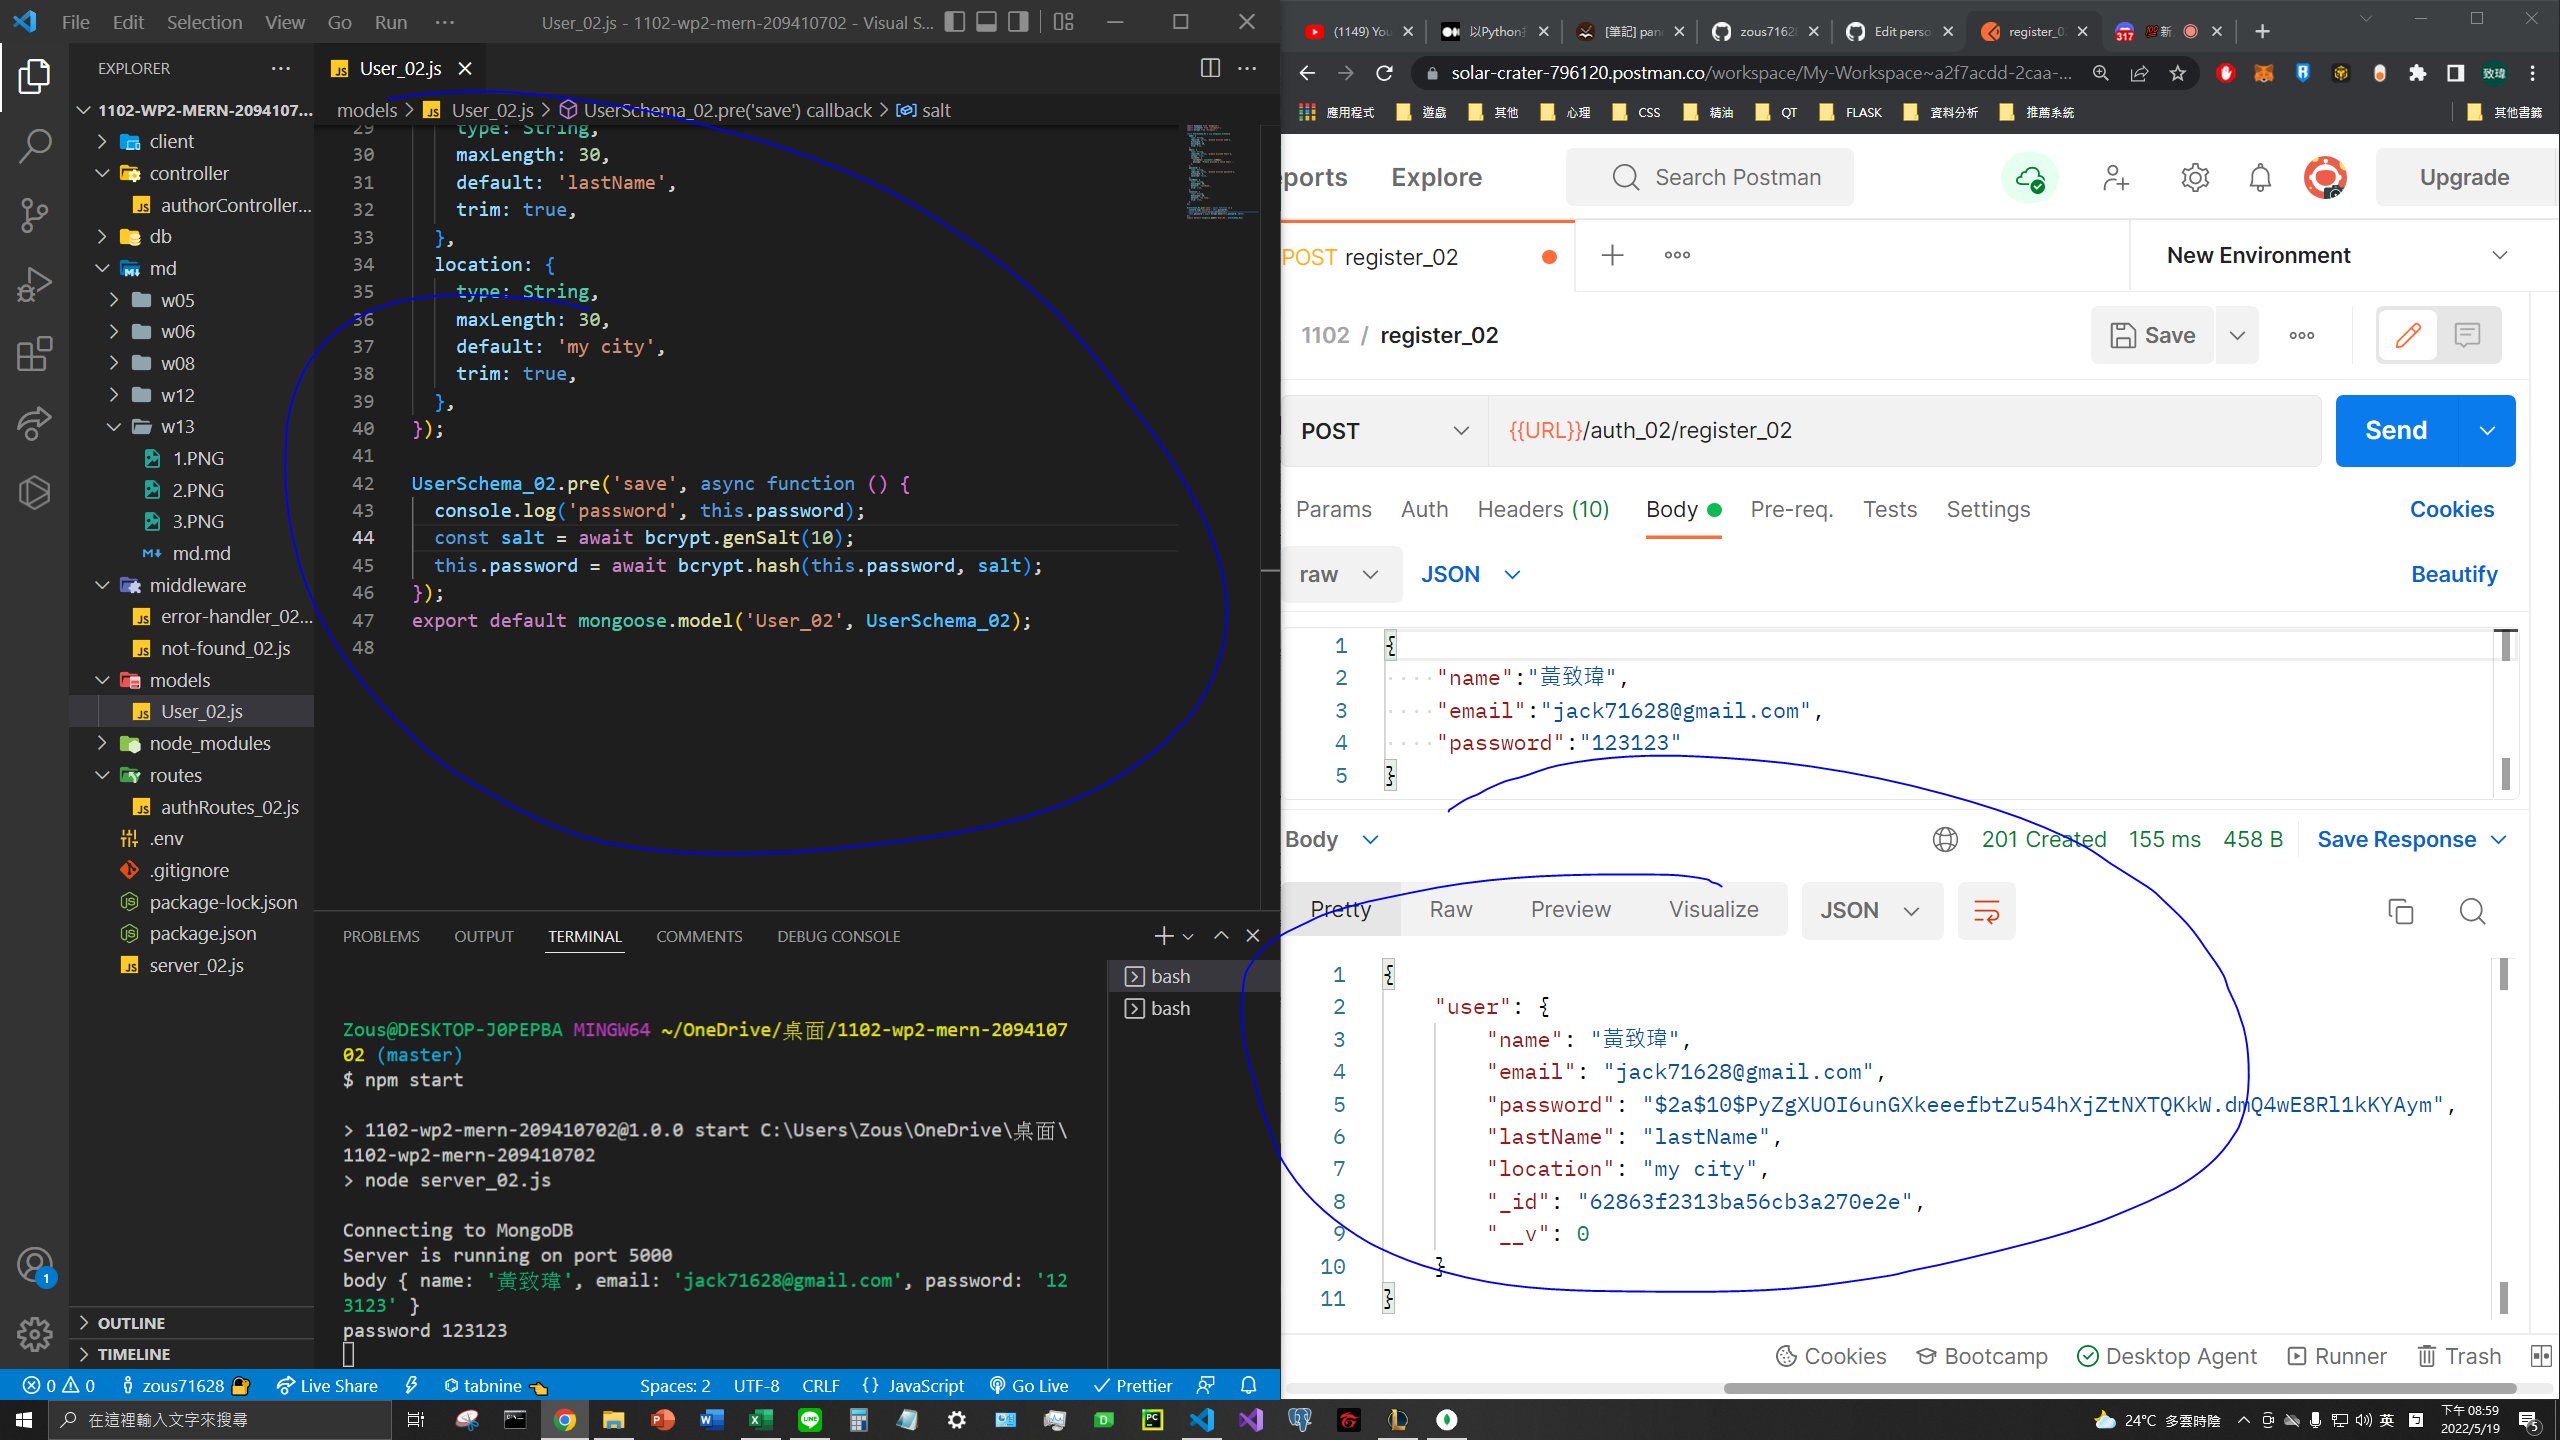 File Edit Selection View Go Run ··· User_02.js - 1102-wp2-mern-209410702 - Visual S...
EXPLORER
1102-WP2-MERN-2094107...
client
controller
authorController...
db
md
w05
w06
w08
w12
w13
1.PNG
2.PNG
3.PNG
md.md
middleware
error-handler_02...
not-found_02.js
models
User_02.js
node_modules
routes
authRoutes_02.js
.env
.gitignore
package-lock.json
package.json
server_02.js
OUTLINE
TIMELINE
User_02.js
models > User_02.js > UserSchema_02.pre('save') callback > salt
29 type: String,
30 maxLength: 30,
31 default: 'lastName',
32 trim: true,
33 },
34 location: {
35 type: String,
36 maxLength: 30,
37 default: 'my city',
38 trim: true,
39 },
40 });
41
42 UserSchema_02.pre('save', async function () {
43 console.log('password', this.password);
44 const salt = await bcrypt.genSalt(10);
45 this.password = await bcrypt.hash(this.password, salt);
46 });
47 export default mongoose.model('User_02', UserSchema_02);
48
PROBLEMS OUTPUT TERMINAL COMMENTS DEBUG CONSOLE
bash
bash
Zous@DESKTOP-J0PEPBA MINGW64 ~/OneDrive/桌面/1102-wp2-mern-2094107
02 (master)
$ npm start
> 1102-wp2-mern-209410702@1.0.0 start C:\Users\Zous\OneDrive\桌面\
1102-wp2-mern-209410702
> node server_02.js
Connecting to MongoDB
Server is running on port 5000
body { name: '黃致瑋', email: 'jack71628@gmail.com', password: '12
3123' }
password 123123
0 0 zous71628 Live Share tabnine Spaces: 2 UTF-8 CRLF {} JavaScript Go Live Prettier
(1149) You 以Python [筆記] pan zous7162 Edit perso register_0 317 新
solar-crater-796120.postman.co/workspace/My-Workspace~a2f7acdd-2caa-... 致瑋
應用程式 遊戲 其他 心理 CSS 精油 QT FLASK 資料分析 推薦系統 其他書籤
ports Explore Search Postman Upgrade
POST register_02 New Environment
1102 / register_02 Save
POST {{URL}}/auth_02/register_02 Send
Params Auth Headers (10) Body Pre-req. Tests Settings Cookies
raw JSON Beautify
1 {
2 "name":"黃致瑋",
3 "email":"jack71628@gmail.com",
4 "password":"123123"
5 }
Body 201 Created 155 ms 458 B Save Response
Pretty Raw Preview Visualize JSON
1 {
2 "user": {
3 "name": "黃致瑋",
4 "email": "jack71628@gmail.com",
5 "password": "$2a$10$PyZgXUOI6unGXkeeefbtZu54hXjZtNXTQKkW.dmQ4wE8Rl1kKYAym",
6 "lastName": "lastName",
7 "location": "my city",
8 "_id": "62863f2313ba56cb3a270e2e",
9 "__v": 0
10 }
11 }
Cookies Bootcamp Desktop Agent Runner Trash
在這裡輸入文字來搜尋 24°C 多雲時陰 英 下午 08:59
2022/5/19 5